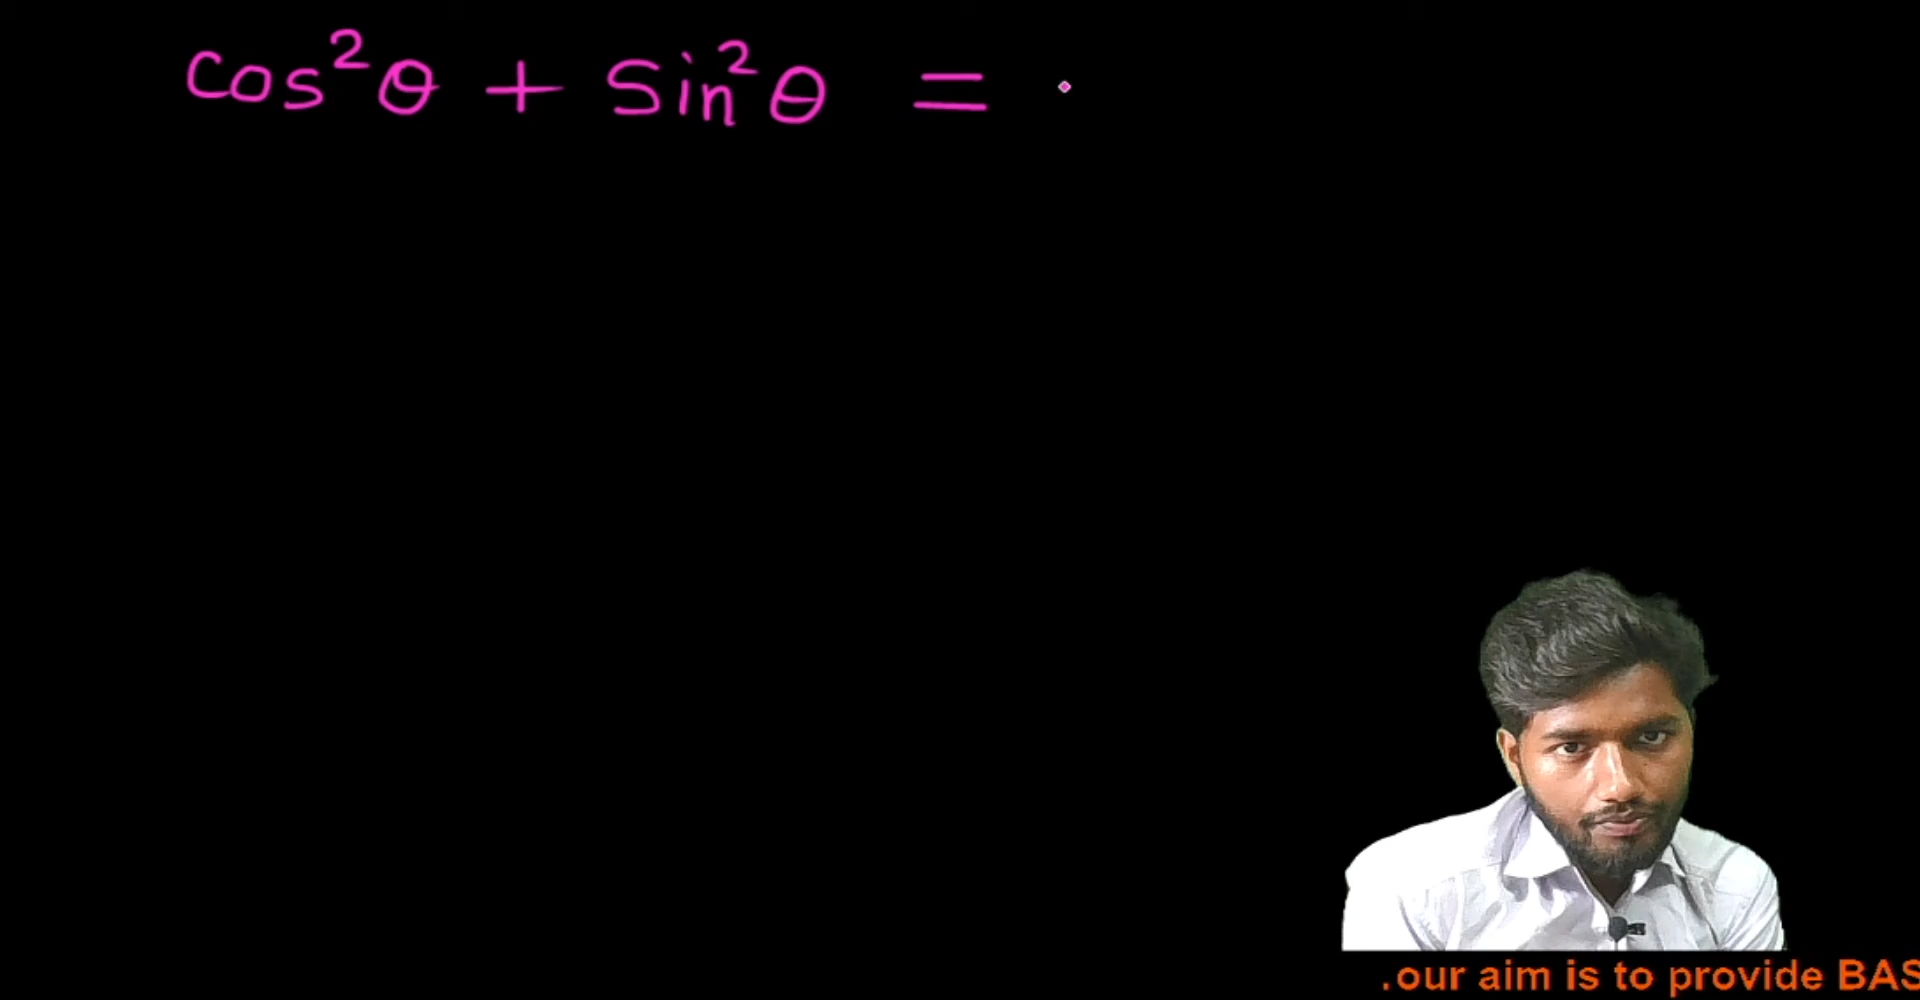 cos²θ + Sin²θ =
.our aim is to provide BAS